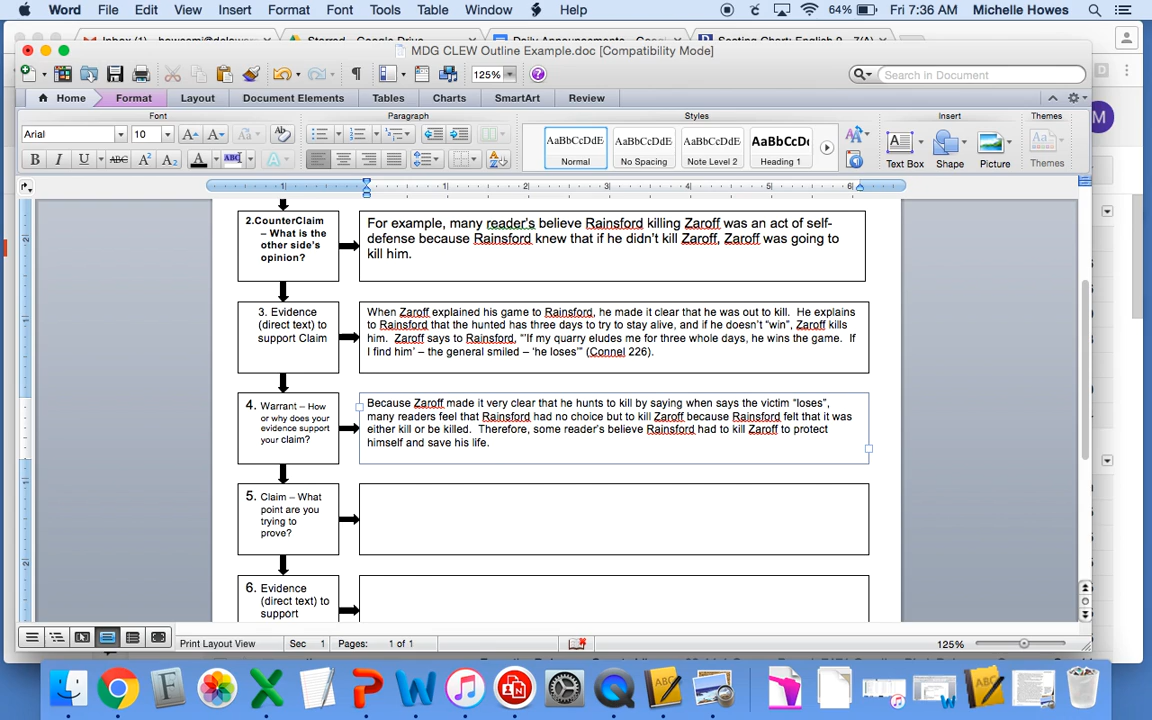 Word File Edit View Insert Format Font Tools Table Window Help 64% Fri 7:36 AM Michelle Howes
MDG CLEW Outline Example.doc [Compatibility Mode]
125% Search in Document
Home Format Layout Document Elements Tables Charts SmartArt Review
Font Paragraph Styles Insert Themes
Arial 10 Aa
AaBbCcDdE AaBbCcDdE AaBbCcDdE AaBbCcDc
B I U ABC A² A₂ A ABC A
Normal No Spacing Note Level 2 Heading 1 Text Box Shape Picture Themes
1 1 2 3 4 5 6
2.CounterClaim
– What is the
other side's
opinion?
For example, many reader's believe Rainsford killing Zaroff was an act of self-
defense because Rainsford knew that if he didn't kill Zaroff, Zaroff was going to
kill him.
3. Evidence
(direct text) to
support Claim
When Zaroff explained his game to Rainsford, he made it clear that he was out to kill. He explains
to Rainsford that the hunted has three days to try to stay alive, and if he doesn't "win", Zaroff kills
him. Zaroff says to Rainsford, "'If my quarry eludes me for three whole days, he wins the game. If
I find him' – the general smiled – 'he loses'" (Connel 226).
4. Warrant – How
or why does your
evidence support
your claim?
Because Zaroff made it very clear that he hunts to kill by saying when says the victim "loses",
many readers feel that Rainsford had no choice but to kill Zaroff because Rainsford felt that it was
either kill or be killed. Therefore, some reader's believe Rainsford had to kill Zaroff to protect
himself and save his life.
5. Claim – What
point are you
trying to
prove?
6. Evidence
(direct text) to
support
Print Layout View Sec 1 Pages: 1 of 1 125%